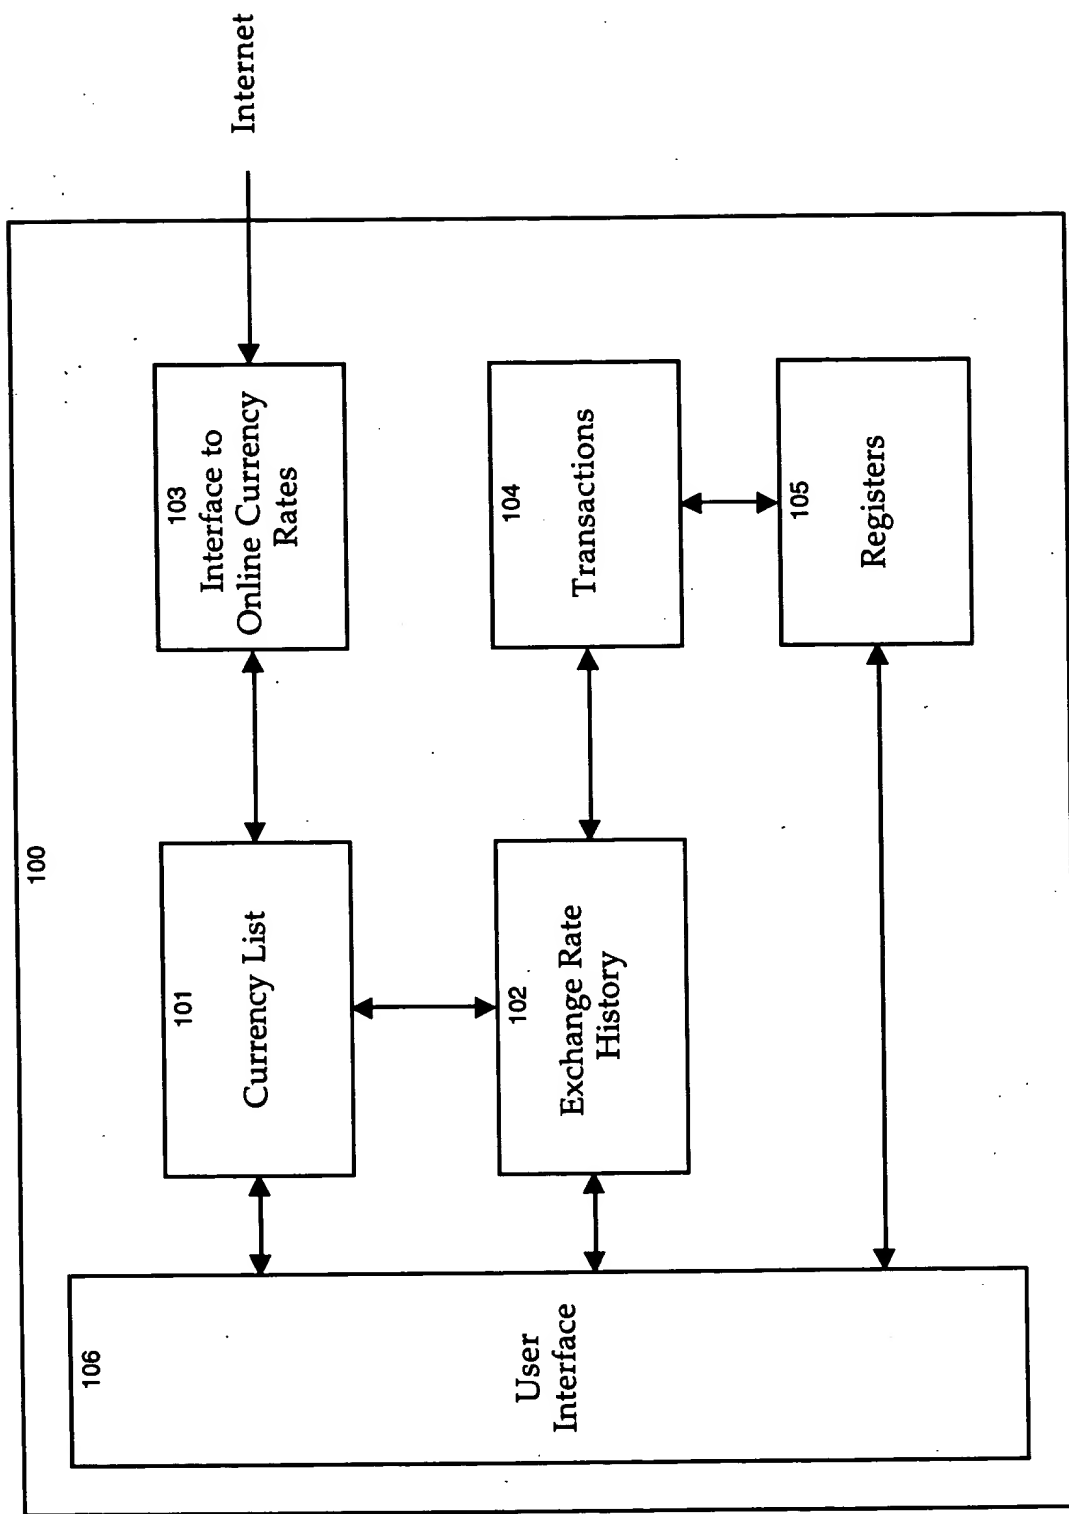 100
106
User
Interface
101
Currency List
103
Interface to
Online Currency
Rates
Internet
102
Exchange Rate
History
104
Transactions
105
Registers